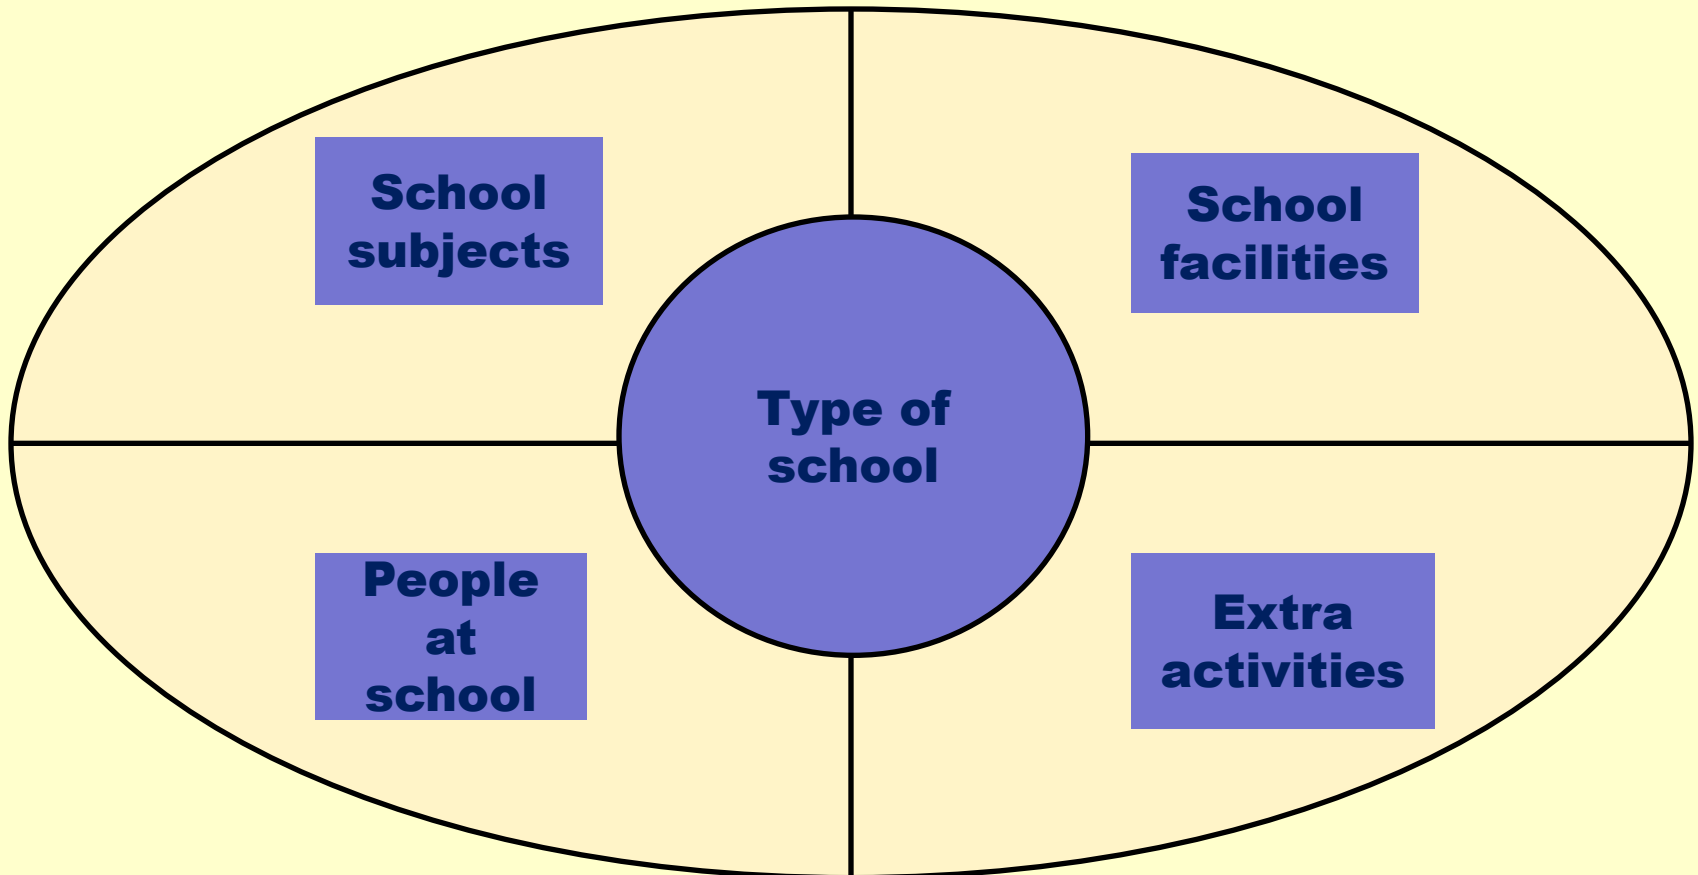 School
subjects
School
facilities
Type of
school
People
at
school
Extra
activities